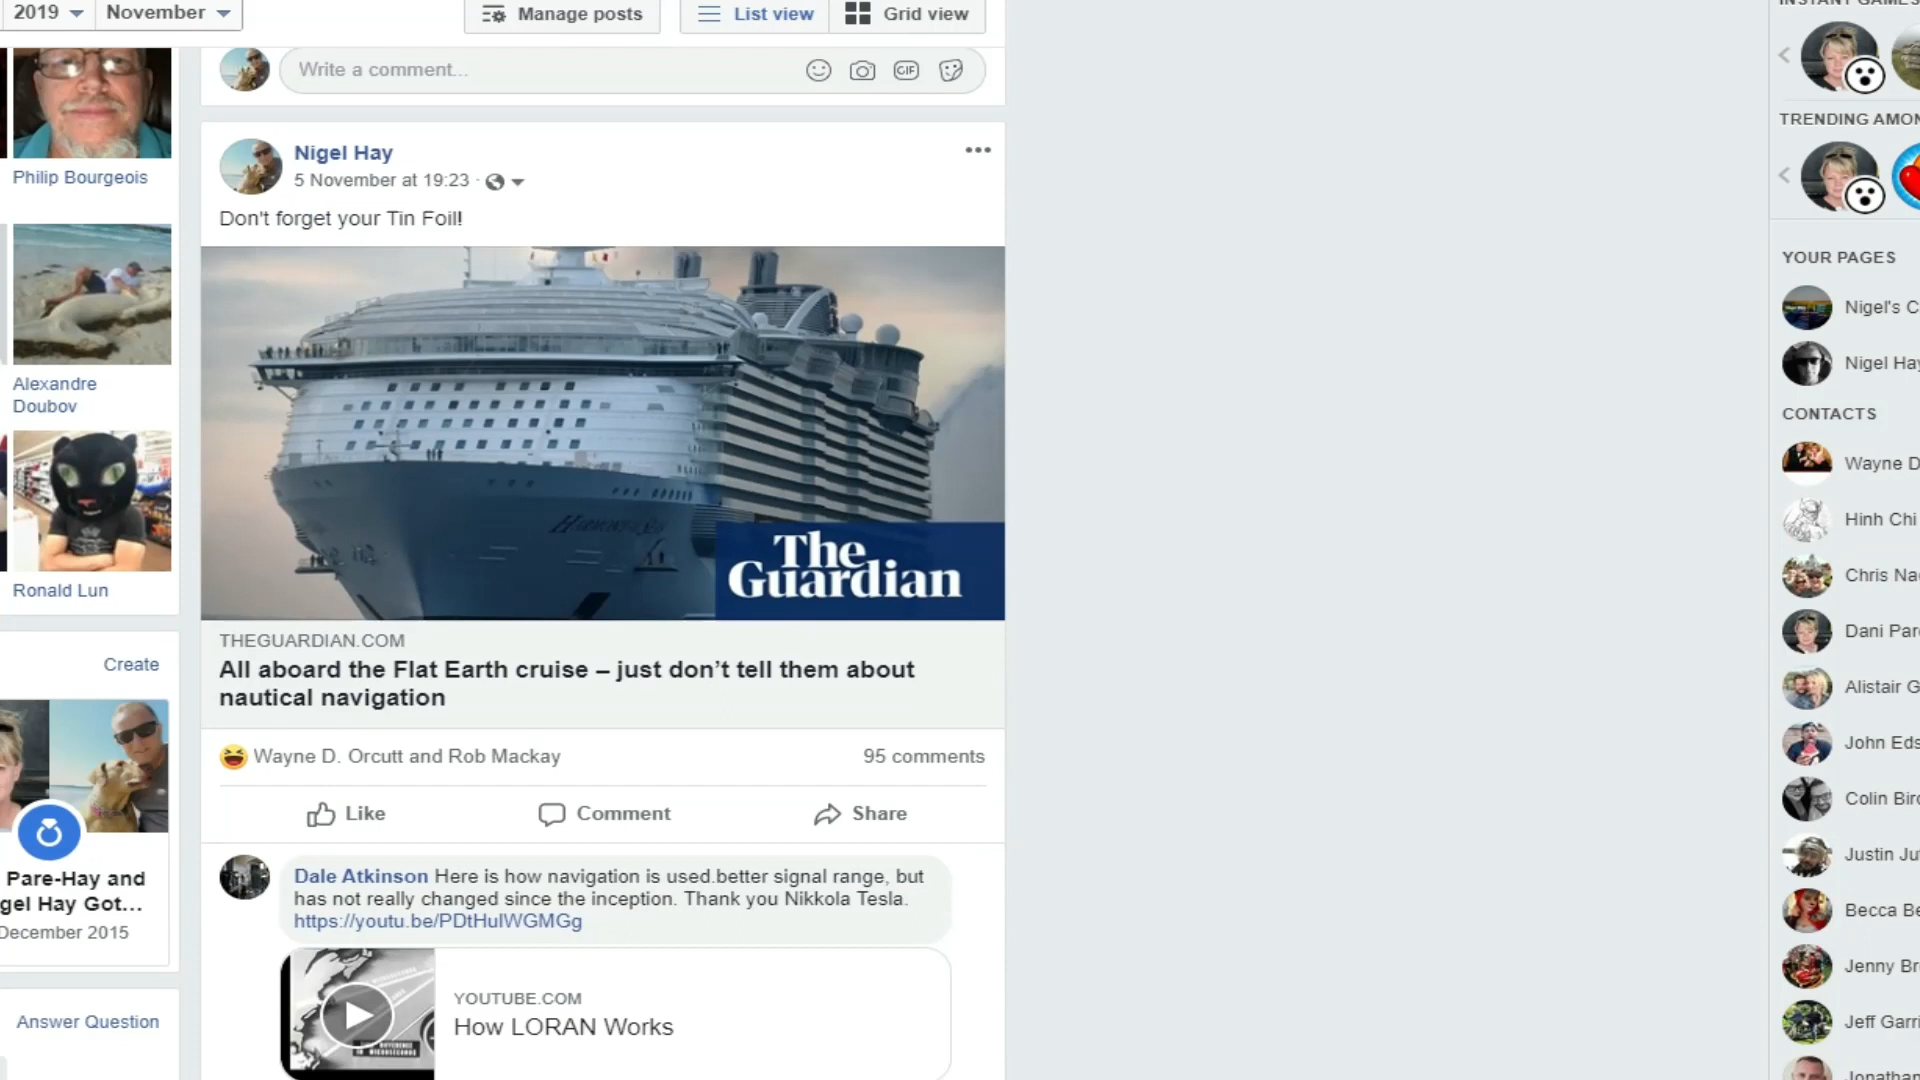 2019
November
Manage posts
List view
Grid view
Write a comment...
GIF
Philip Bourgeois
Alexandre
Doubov
Ronald Lun
Create
Pare-Hay and
gel Hay Got...
December 2015
Answer Question
Nigel Hay
5 November at 19:23 ·
Don't forget your Tin Foil!
The
Guardian
THEGUARDIAN.COM
All aboard the Flat Earth cruise – just don’t tell them about
nautical navigation
Wayne D. Orcutt and Rob Mackay
95 comments
Like
Comment
Share
Dale Atkinson Here is how navigation is used.better signal range, but
has not really changed since the inception. Thank you Nikkola Tesla.
https://youtu.be/PDtHulWGMGg
YOUTUBE.COM
How LORAN Works
INSTANT GAMES
TRENDING AMON
YOUR PAGES
Nigel's C
Nigel Hay
CONTACTS
Wayne D
Hinh Chi
Chris Na
Dani Par
Alistair G
John Eds
Colin Bir
Justin Ju
Becca Be
Jenny Br
Jeff Garri
Jonathan